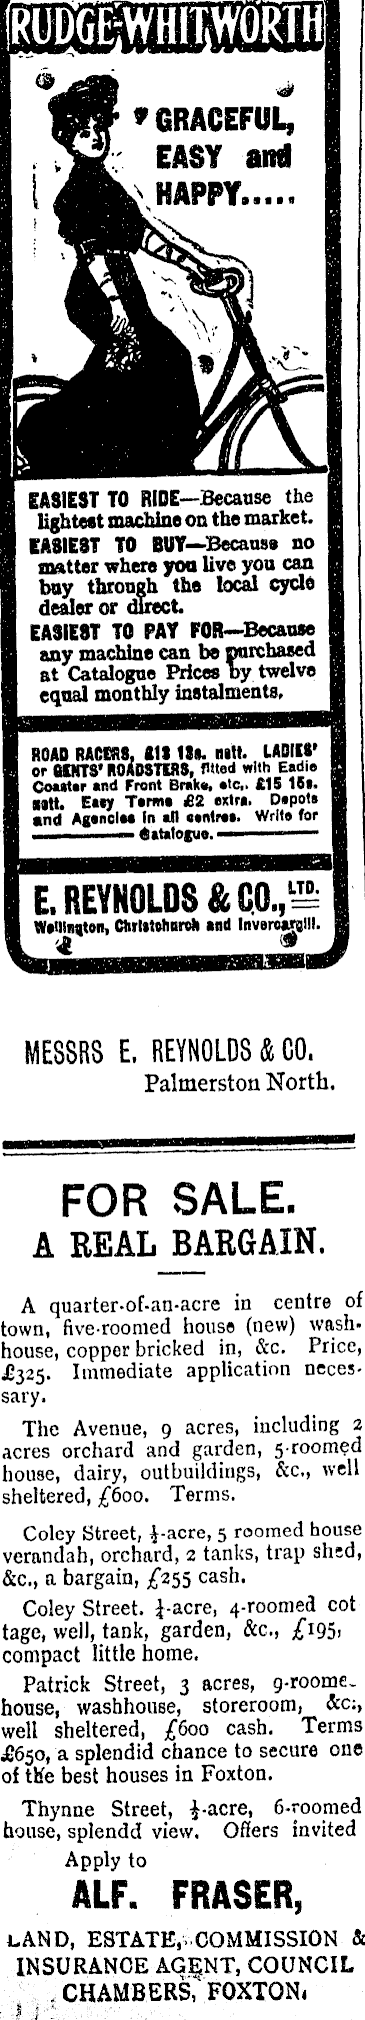 RUDGE-WHITWORTH
GRACEFUL,
EASY and
HAPPY.....
EASIEST TO RIDE—Because the
lightest machine on the market.
EASIEST TO BUY—Because no
matter where you live you can
buy through the local cycle
dealer or direct.
EASIEST TO PAY FOR—Because
any machine can be purchased
at Catalogue Prices by twelve
equal monthly instalments.
ROAD RACERS, nett. LADIES'
or GENTS' ROADSTERS, fitted with Eadie
Coaster and Front Brake, etc., £15 15s.
nett. Easy Terms £2 extra. Depots
and Agencies in all centres. Write for
Catalogue.
E. REYNOLDS & CO., LTD.
Wellington, Christchurch and Invercargill.
MESSRS E. REYNOLDS & CO.
Palmerston North.
FOR SALE.
A REAL BARGAIN.
A quarter-of-an-acre in centre of
town, five-roomed house (new) wash-
house, copper bricked in, &c. Price,
£325. Immediate application neces-
sary.
The Avenue, 9 acres, including 2
acres orchard and garden, 5-roomed
house, dairy, outbuildings, &c., well
sheltered, £600. Terms.
Coley Street, -acre, 5 roomed house
verandah, orchard, 2 tanks, trap shed,
&c., a bargain, £255 cash.
Coley Street. -acre, 4-roomed cot
tage, well, tank, garden, &c., £195,
compact little home.
Patrick Street, 3 acres, 9-roome-
house, washhouse, storeroom, &c.,
well sheltered, £600 cash. Terms
£650, a splendid chance to secure one
of the best houses in Foxton.
Thynne Street, -acre, 6-roomed
house, splendd view. Offers invited
Apply to
ALF. FRASER,
LAND, ESTATE, COMMISSION &
INSURANCE AGENT, COUNCIL
CHAMBERS, FOXTON.